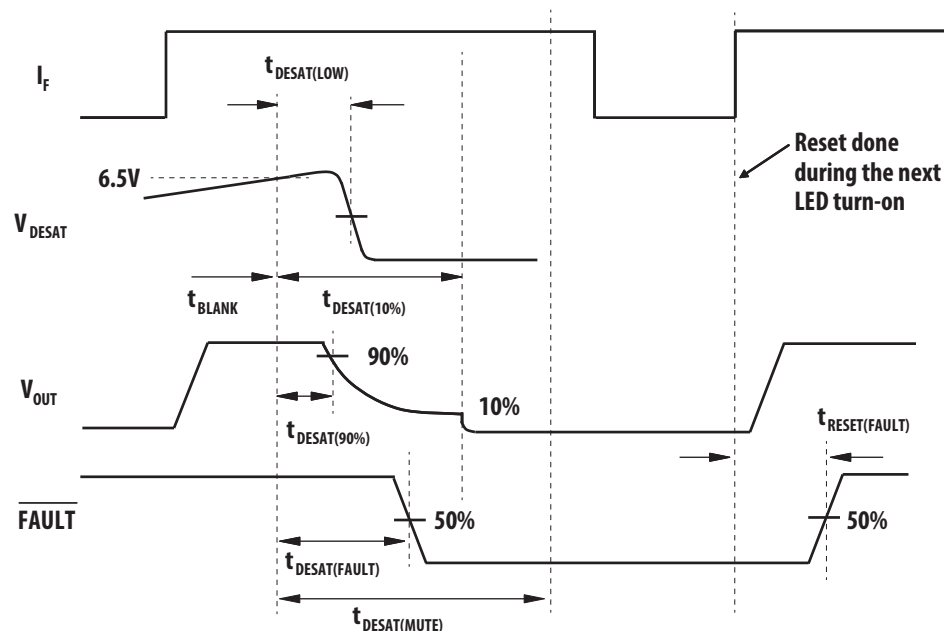 I_F
t_DESAT(LOW)
Reset done
during the next
LED turn-on
6.5V
V_DESAT
t_BLANK
t_DESAT(10%)
90%
V_OUT
10%
t_DESAT(90%)
t_RESET(FAULT)
FAULT
50%
50%
t_DESAT(FAULT)
t_DESAT(MUTE)